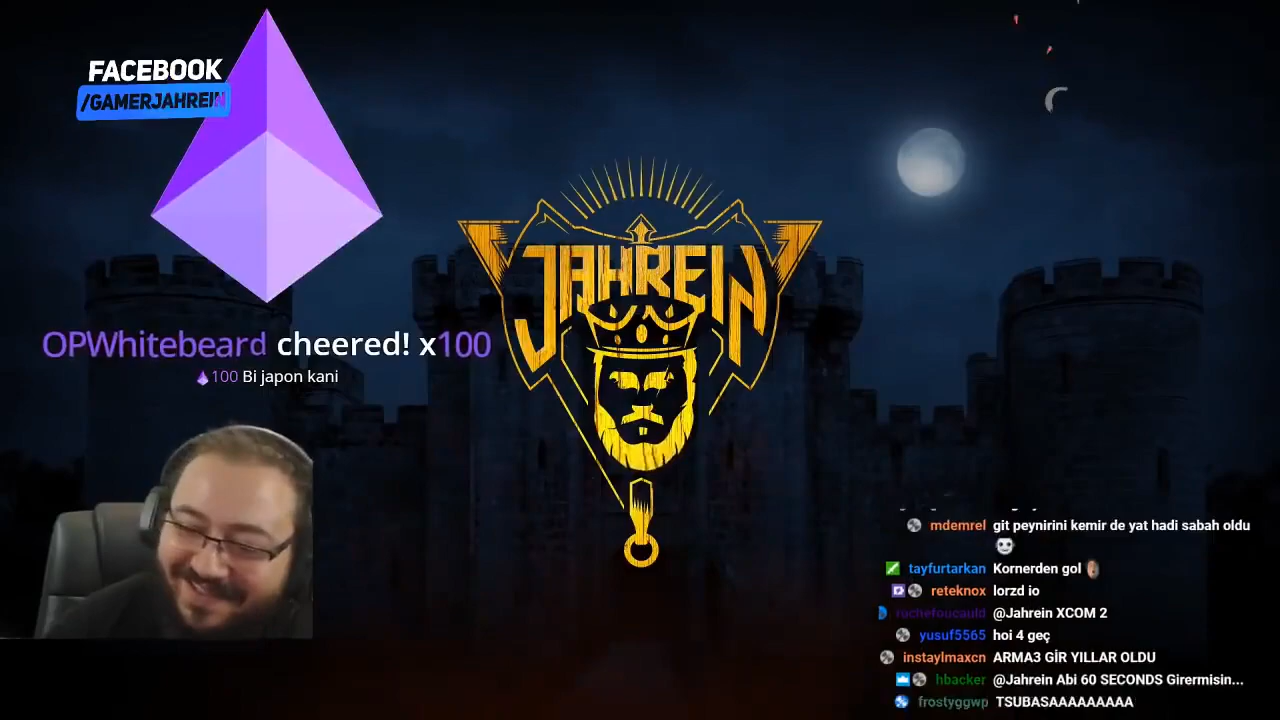 FACEBOOK
/GAMERJAHREIN
JAHREIN
OPWhitebeard cheered! x100
100 Bi japon kani
mdemrel git peynirini kemir de yat hadi sabah oldu
tayfurtarkan Kornerden gol
reteknox lorzd io
rochefoucauld @Jahrein XCOM 2
yusuf5565 hoi 4 geç
instaylmaxcn ARMA3 GİR YILLAR OLDU
hbacker @Jahrein Abi 60 SECONDS Girermisin...
frostyggwp TSUBASAAAAAAAAA